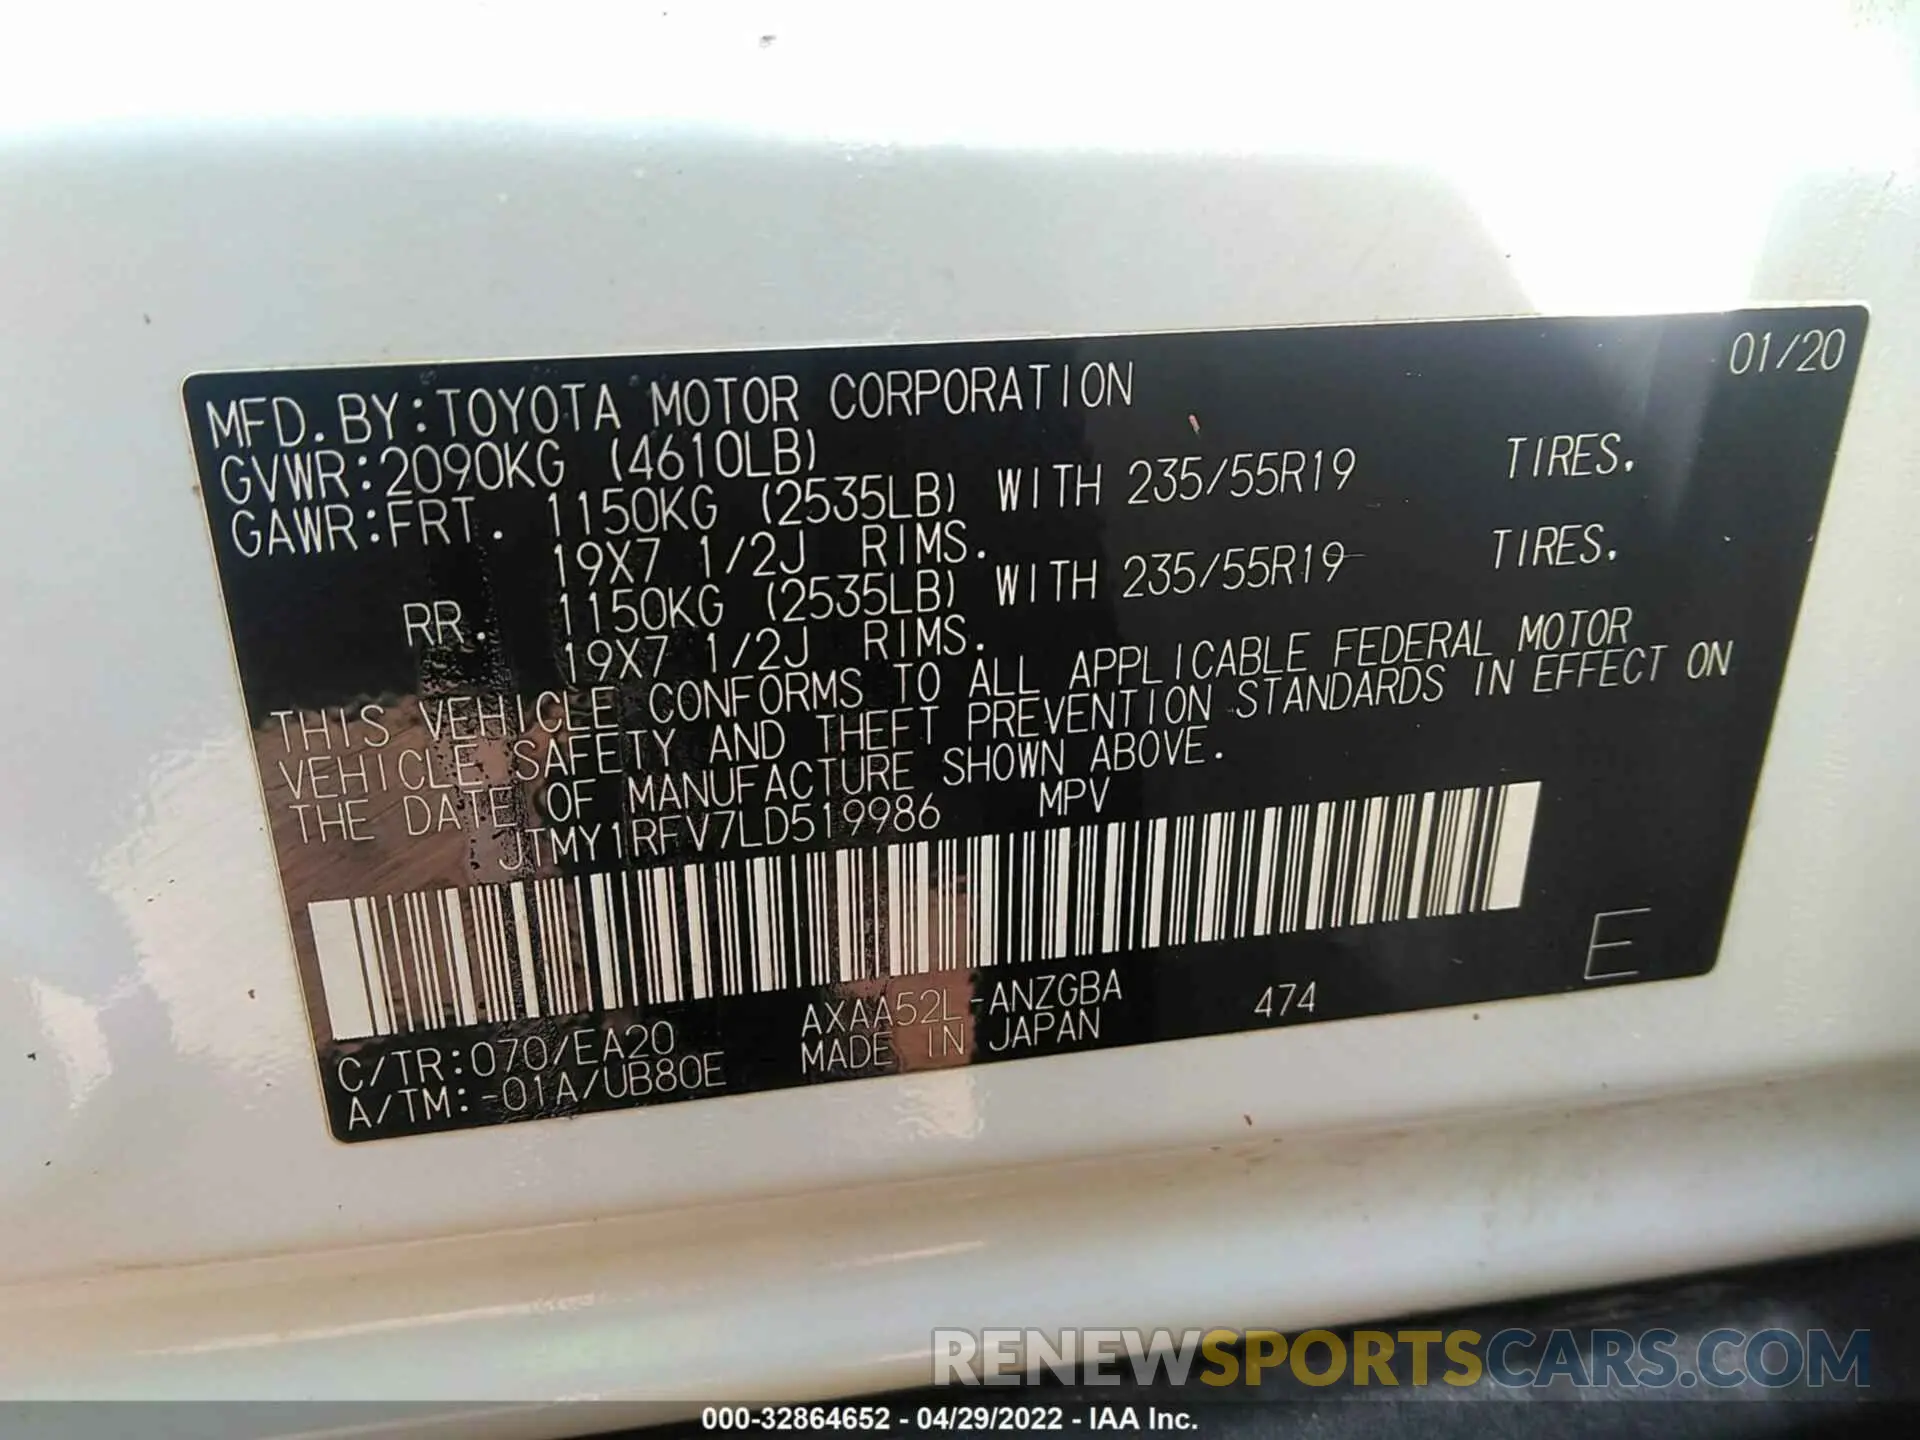 01/20
MFD.BY:TOYOTA MOTOR CORPORATION
GVWR:2090KG (4610LB)
GAWR:FRT. 1150KG (2535LB) WITH 235/55R19 TIRES.
19X7 1/2J RIMS.
RR. 1150KG (2535LB) WITH 235/55R19 TIRES.
19X7 1/2J RIMS.
THIS VEHICLE CONFORMS TO ALL APPLICABLE FEDERAL MOTOR
VEHICLE SAFETY AND THEFT PREVENTION STANDARDS IN EFFECT ON
THE DATE OF MANUFACTURE SHOWN ABOVE.
JTMY1RFV7LD519986 MPV
E
C/TR:070/EA20 AXAA52L-ANZGBA 474
A/TM:-01A/UB80E MADE IN JAPAN
RENEWSPORTSCARS.COM
000-32864652 - 04/29/2022 - IAA Inc.